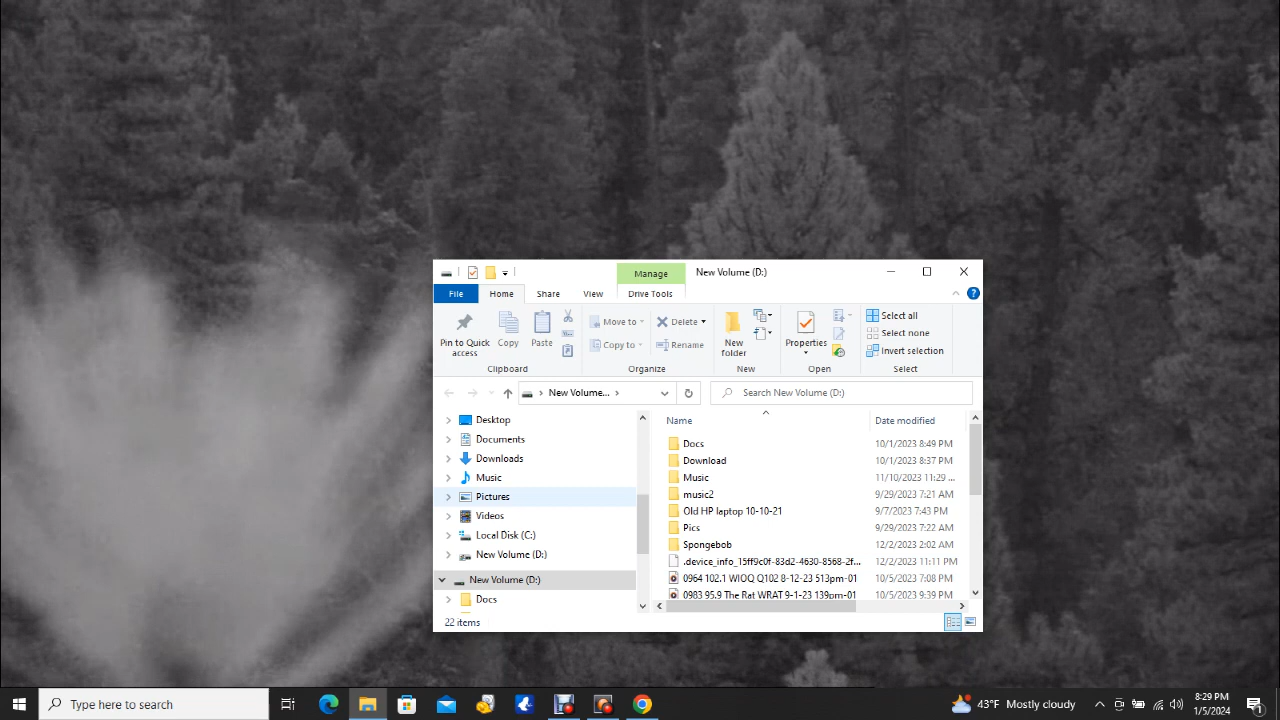 Manage New Volume (D:)
File Home Share View Drive Tools
Pin to Quick access
Copy
Paste
Clipboard
Move to
Copy to
Delete
Rename
Organize
New folder
New
Properties
Open
Select all
Select none
Invert selection
Select
New Volume...
Search New Volume (D:)
Desktop
Documents
Downloads
Music
Pictures
Videos
Local Disk (C:)
New Volume (D:)
New Volume (D:)
Docs
Name Date modified
Docs 10/1/2023 8:49 PM
Download 10/1/2023 8:37 PM
Music 11/10/2023 11:29 ...
music2 9/29/2023 7:21 AM
Old HP laptop 10-10-21 9/7/2023 7:43 PM
Pics 9/29/2023 7:22 AM
Spongebob 12/2/2023 2:02 AM
.device_info_15ff9c0f-83d2-4630-8568-2f... 12/2/2023 11:11 PM
0964 102.1 WIOQ Q102 8-12-23 513pm-01 10/5/2023 7:08 PM
0983 95.9 The Rat WRAT 9-1-23 139pm-01 10/5/2023 9:39 PM
22 items
Type here to search
43°F Mostly cloudy
8:29 PM
1/5/2024
1